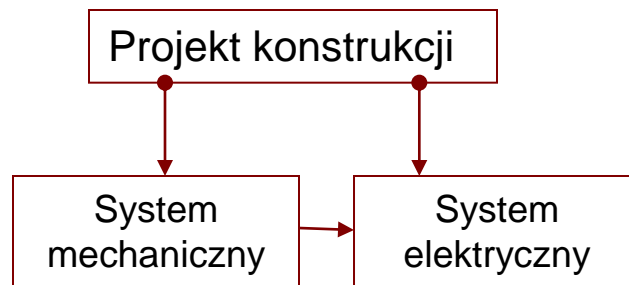 Projekt konstrukcji
System
mechaniczny
System
elektryczny